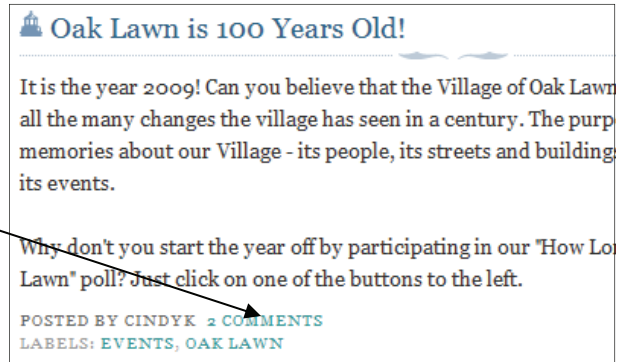 Oak Lawn is 100 Years Old!
It is the year 2009! Can you believe that the Village of Oak Lawn
all the many changes the village has seen in a century. The purp
memories about our Village - its people, its streets and building
its events.
Why don't you start the year off by participating in our "How Lo
Lawn" poll? Just click on one of the buttons to the left.
POSTED BY CINDYK 2 COMMENTS
LABELS: EVENTS, OAK LAWN